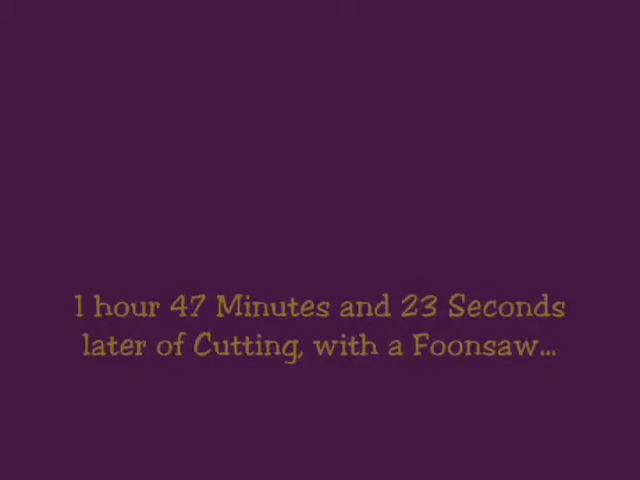 1 hour 47 Minutes and 23 Seconds
later of Cutting, with a Foonsaw...